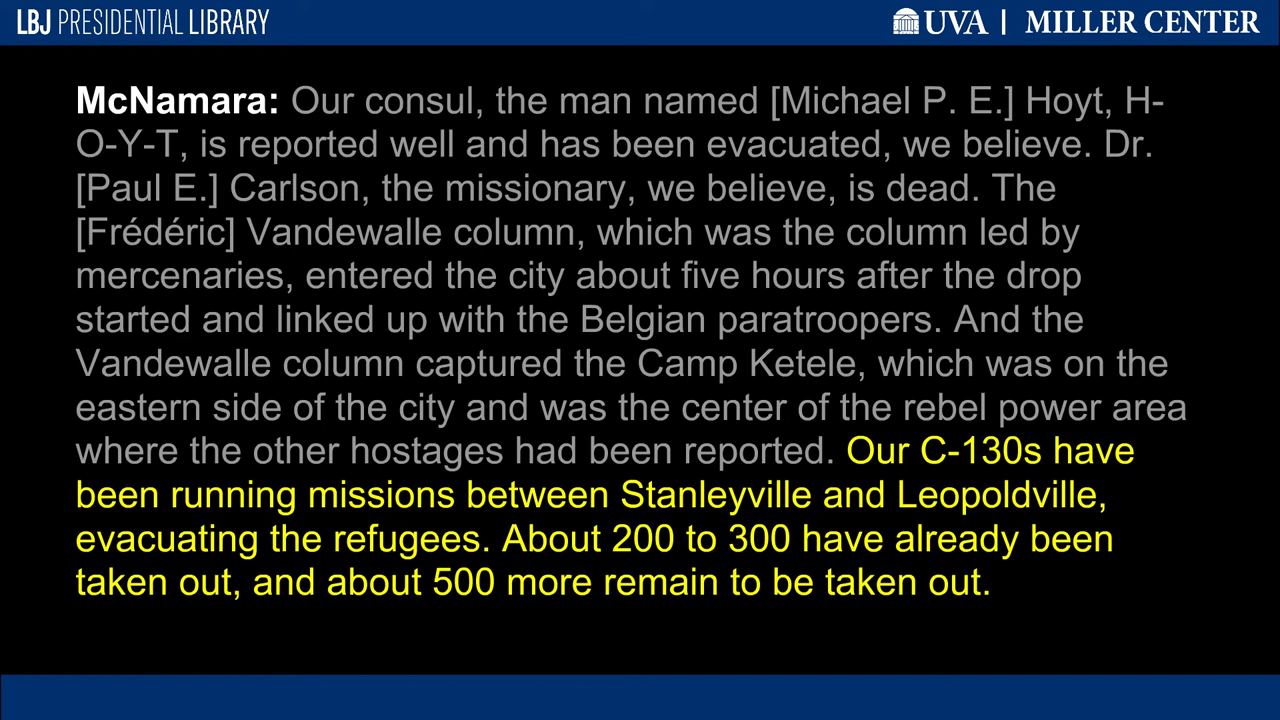 LBJ PRESIDENTIAL LIBRARY
UVA | MILLER CENTER
McNamara: Our consul, the man named [Michael P. E.] Hoyt, H-
O-Y-T, is reported well and has been evacuated, we believe. Dr.
[Paul E.] Carlson, the missionary, we believe, is dead. The
[Frédéric] Vandewalle column, which was the column led by
mercenaries, entered the city about five hours after the drop
started and linked up with the Belgian paratroopers. And the
Vandewalle column captured the Camp Ketele, which was on the
eastern side of the city and was the center of the rebel power area
where the other hostages had been reported. Our C-130s have
been running missions between Stanleyville and Leopoldville,
evacuating the refugees. About 200 to 300 have already been
taken out, and about 500 more remain to be taken out.